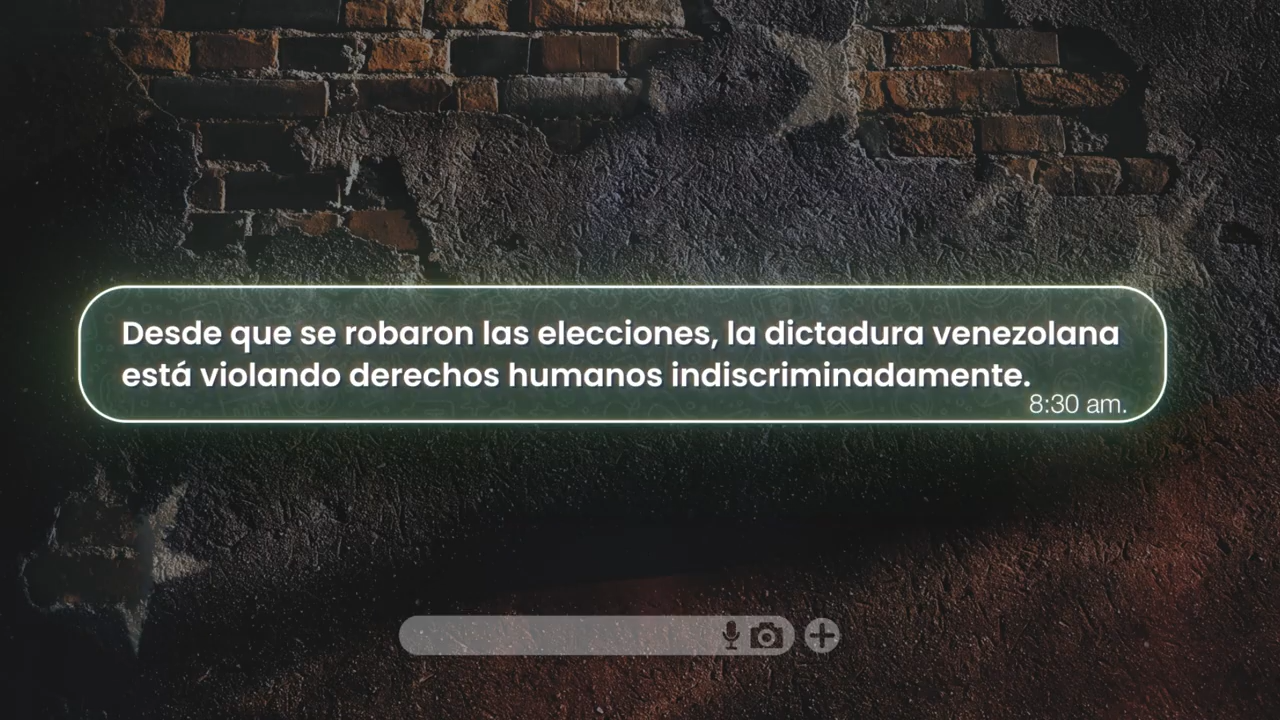 Desde que se robaron las elecciones, la dictadura venezolana
está violando derechos humanos indiscriminadamente.
8:30 am.